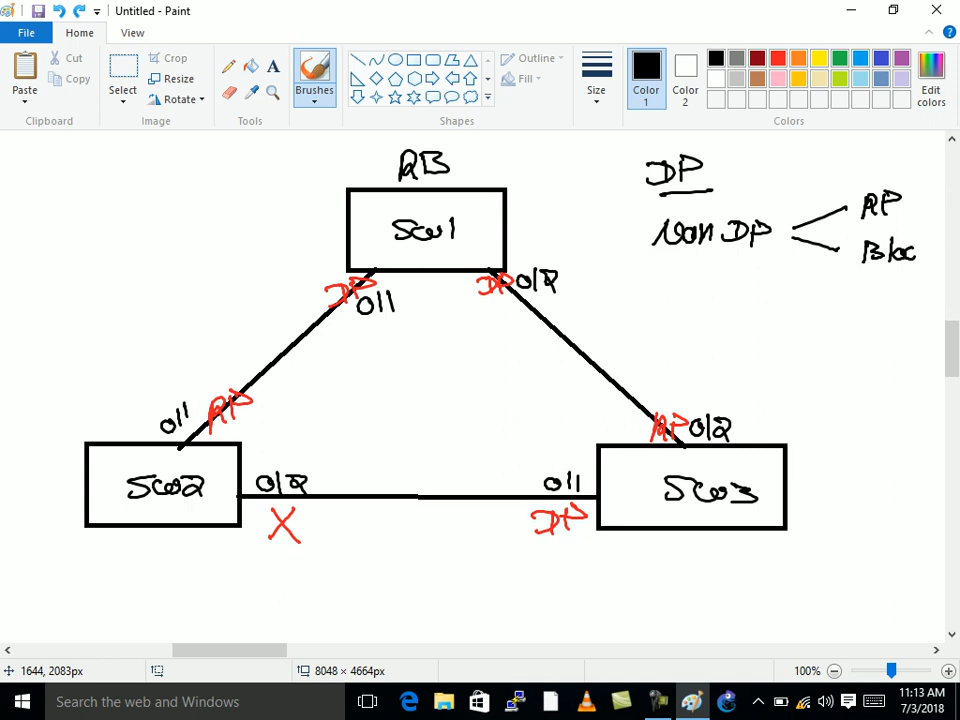 Untitled - Paint
File Home View
Cut
Copy
Paste
Crop
Resize
Rotate
Select
Brushes
Outline
Fill
Size
Color 1
Color 2
Edit colors
Clipboard
Image
Tools
Shapes
Colors
RB
DP
Non DP
RP
Bloc
SW1
DP
0/1
DP
0/2
0/1
RP
RP
0/2
SW2
0/2
X
0/1
DP
SW3
1644, 2083px
8048 × 4664px
100%
Search the web and Windows
11:13 AM
7/3/2018